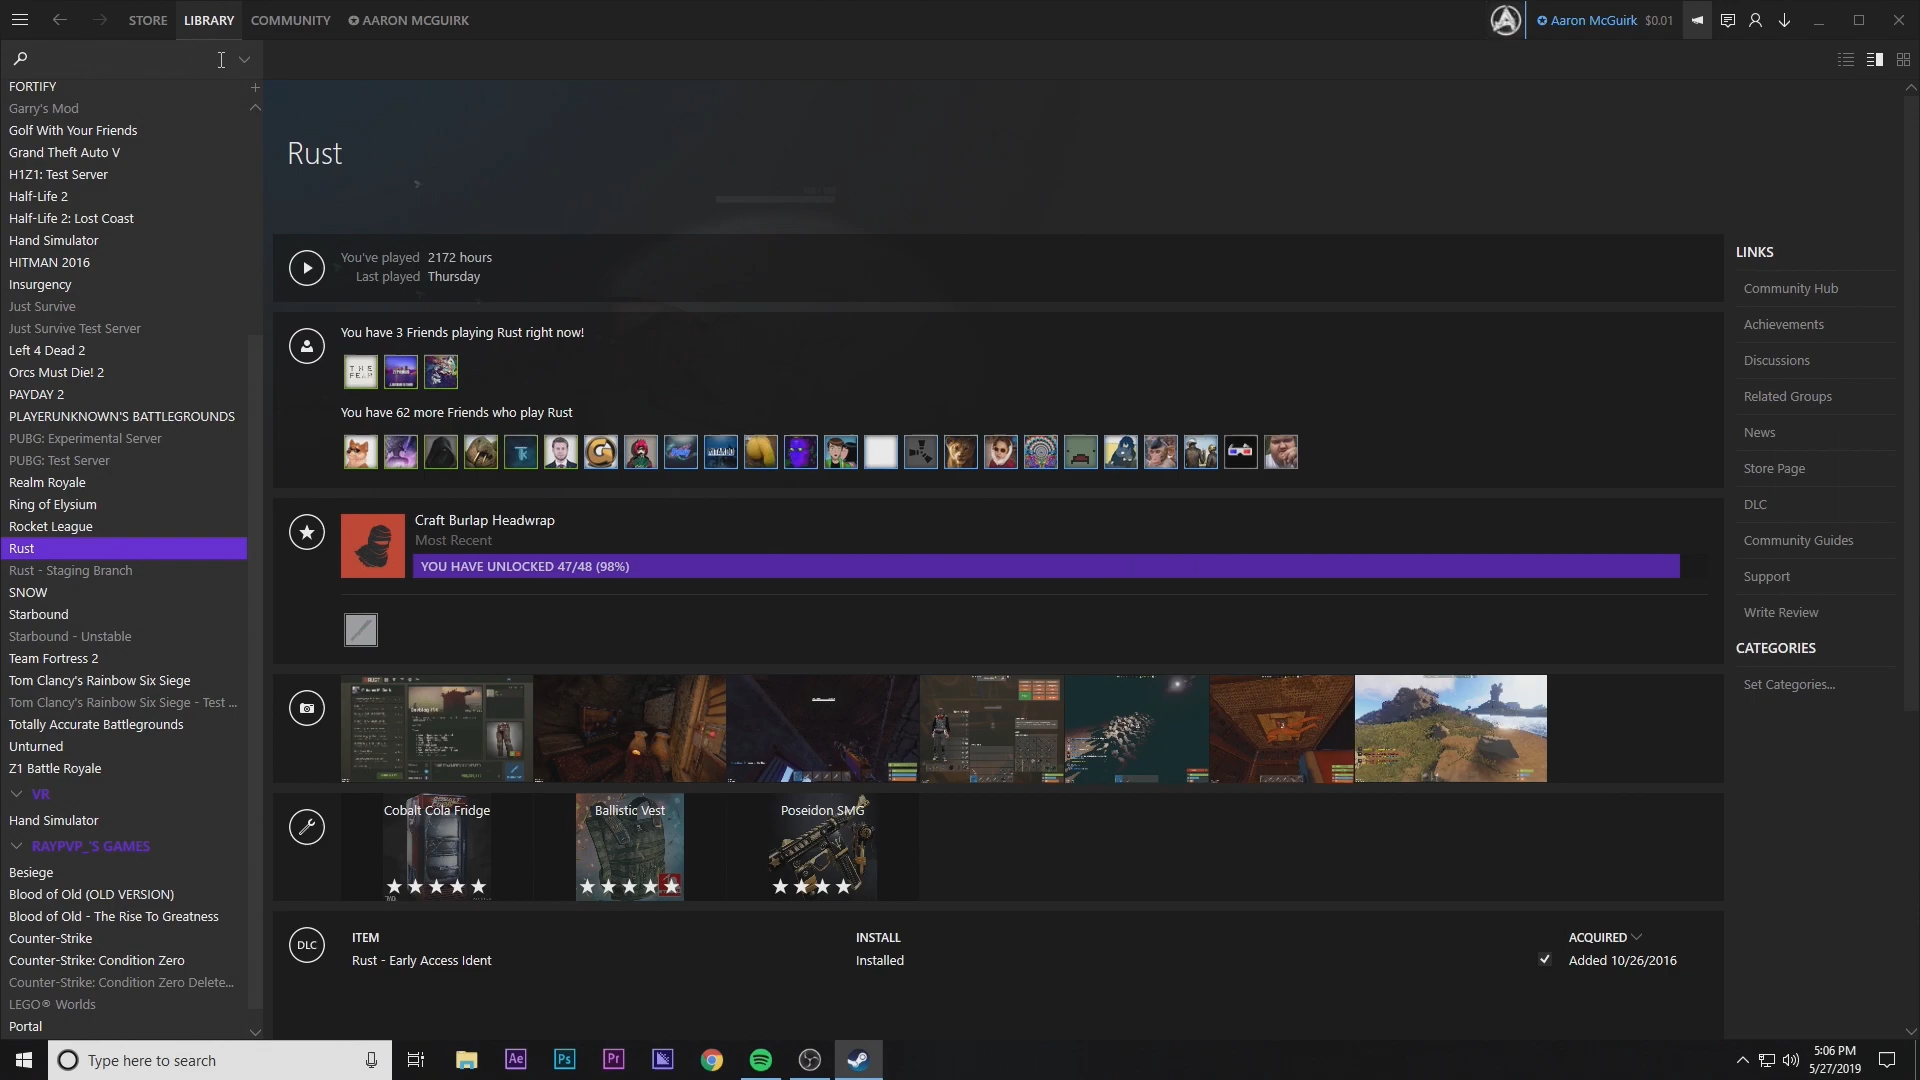 STORE LIBRARY COMMUNITY AARON MCGUIRK
Aaron McGuirk $0.01
FORTIFY
Garry's Mod
Golf With Your Friends
Grand Theft Auto V
H1Z1: Test Server
Half-Life 2
Half-Life 2: Lost Coast
Hand Simulator
HITMAN 2016
Insurgency
Just Survive
Just Survive Test Server
Left 4 Dead 2
Orcs Must Die! 2
PAYDAY 2
PLAYERUNKNOWN'S BATTLEGROUNDS
PUBG: Experimental Server
PUBG: Test Server
Realm Royale
Ring of Elysium
Rocket League
Rust
Rust - Staging Branch
SNOW
Starbound
Starbound - Unstable
Team Fortress 2
Tom Clancy's Rainbow Six Siege
Tom Clancy's Rainbow Six Siege - Test ...
Totally Accurate Battlegrounds
Unturned
Z1 Battle Royale
VR
Hand Simulator
RAYPVP_'S GAMES
Besiege
Blood of Old (OLD VERSION)
Blood of Old - The Rise To Greatness
Counter-Strike
Counter-Strike: Condition Zero
Counter-Strike: Condition Zero Delete...
LEGO® Worlds
Portal
Rust
You've played 2172 hours
Last played Thursday
You have 3 Friends playing Rust right now!
THE
FEAR
You have 62 more Friends who play Rust
Craft Burlap Headwrap
Most Recent
YOU HAVE UNLOCKED 47/48 (98%)
Cobalt Cola Fridge
Ballistic Vest
Poseidon SMG
DLC
ITEM INSTALL ACQUIRED
Rust - Early Access Ident Installed Added 10/26/2016
LINKS
Community Hub
Achievements
Discussions
Related Groups
News
Store Page
DLC
Community Guides
Support
Write Review
CATEGORIES
Set Categories...
Type here to search
Ae
Ps
Pr
5:06 PM
5/27/2019